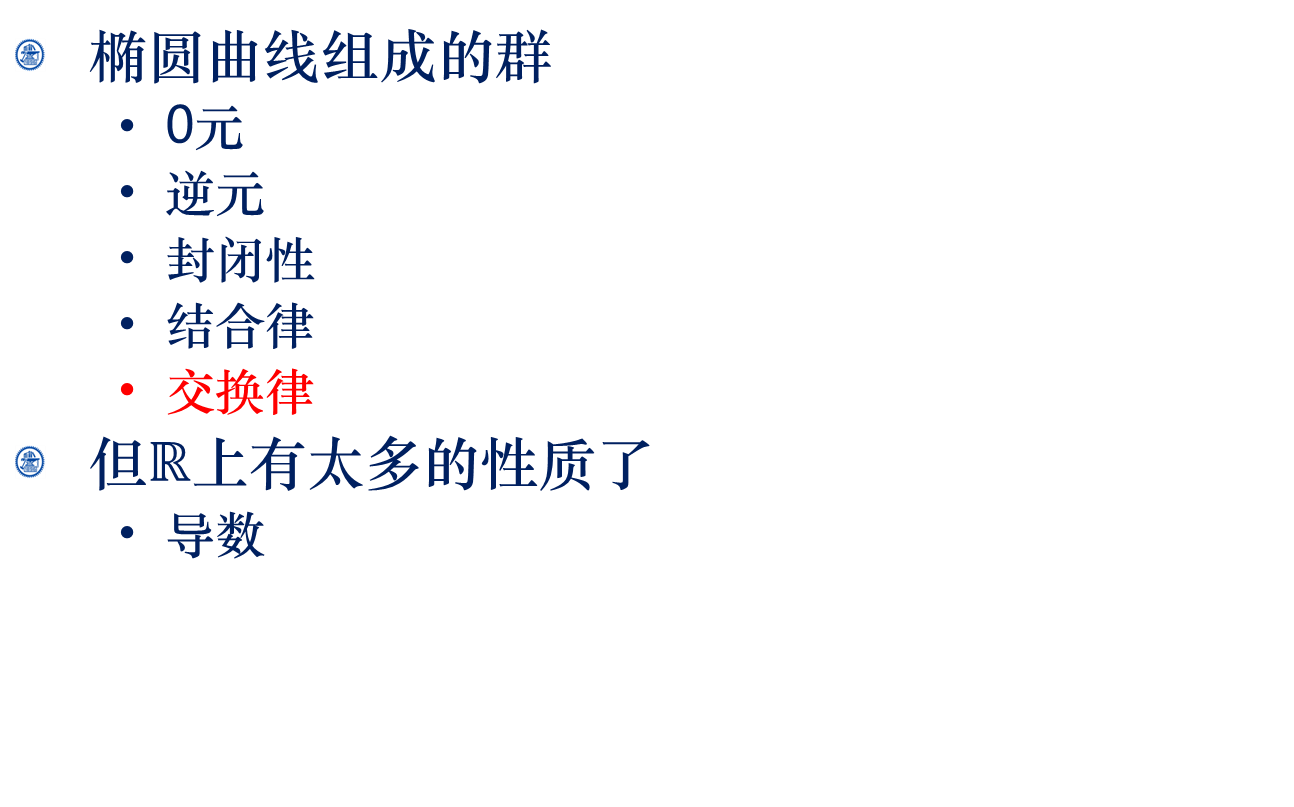 椭圆曲线组成的群
• 0元
• 逆元
• 封闭性
• 结合律
• 交换律
但ℝ上有太多的性质了
• 导数